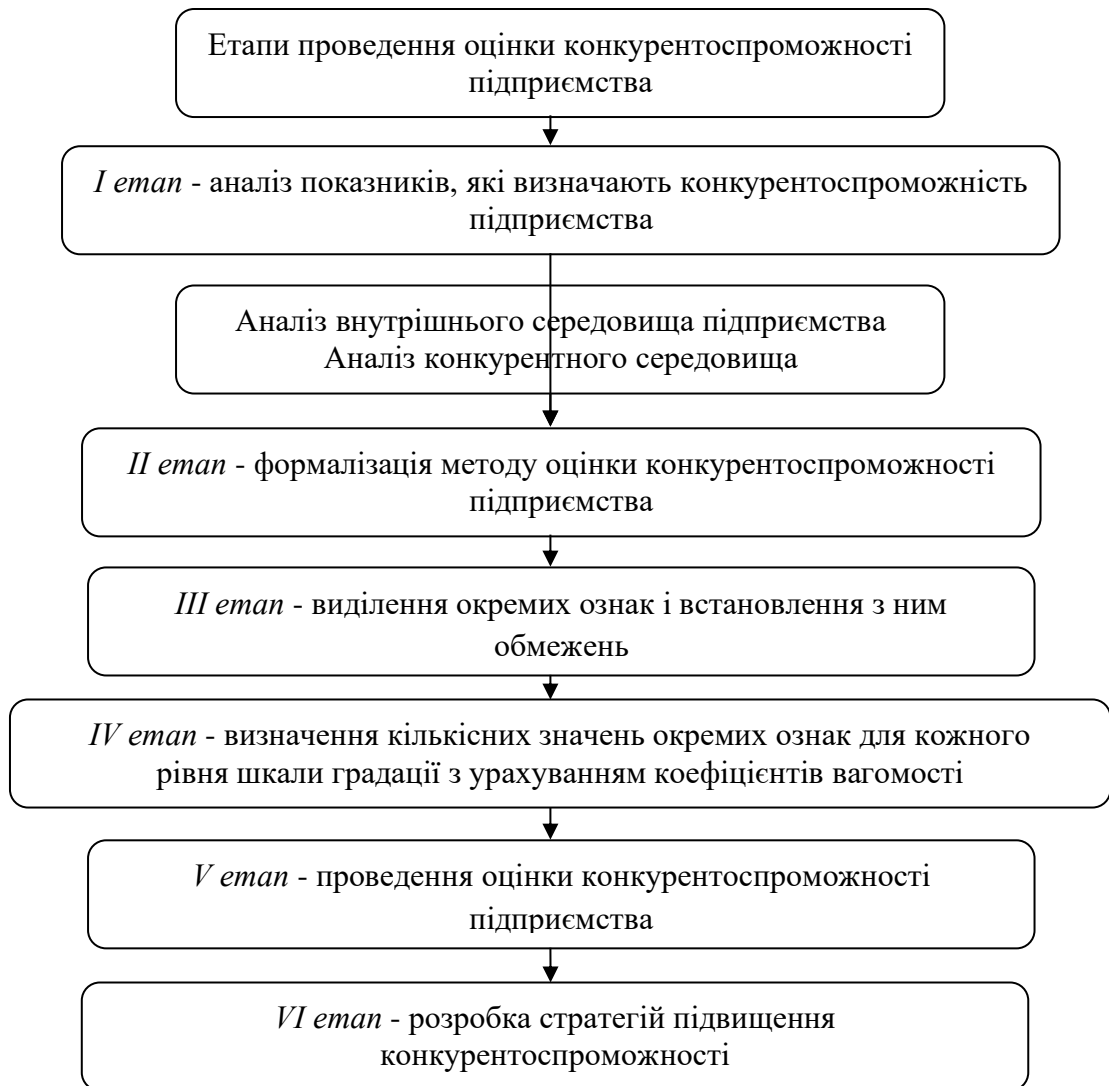 Етапи проведення оцінки конкурентоспроможності
підприємства
I етап - аналіз показників, які визначають конкурентоспроможність
підприємства
Аналіз внутрішнього середовища підприємства
Аналіз конкурентного середовища
II етап - формалізація методу оцінки конкурентоспроможності
підприємства
III етап - виділення окремих ознак і встановлення з ним
обмежень
IV етап - визначення кількісних значень окремих ознак для кожного
рівня шкали градації з урахуванням коефіцієнтів вагомості
V етап - проведення оцінки конкурентоспроможності
підприємства
VI етап - розробка стратегій підвищення
конкурентоспроможності